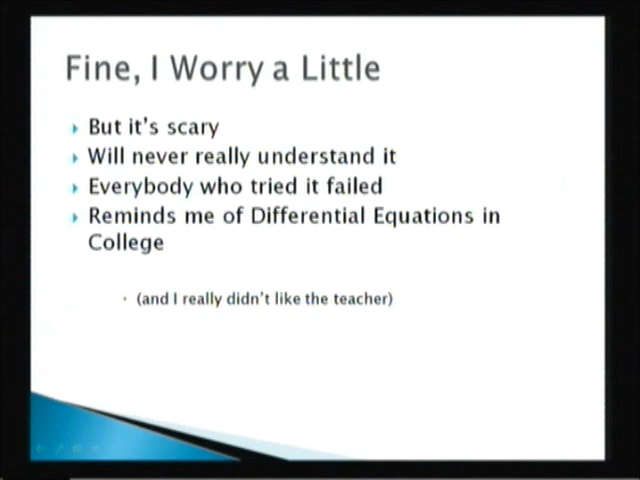 Fine, I Worry a Little
But it's scary
Will never really understand it
Everybody who tried it failed
Reminds me of Differential Equations in
College
(and I really didn't like the teacher)